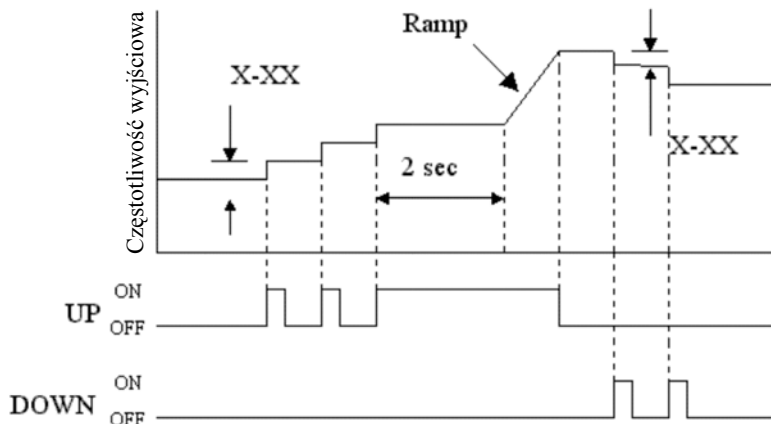 Ramp
X-XX
Częstotliwość wyjściowa
2 sec
X-XX
ON
UP
OFF
ON
DOWN
OFF